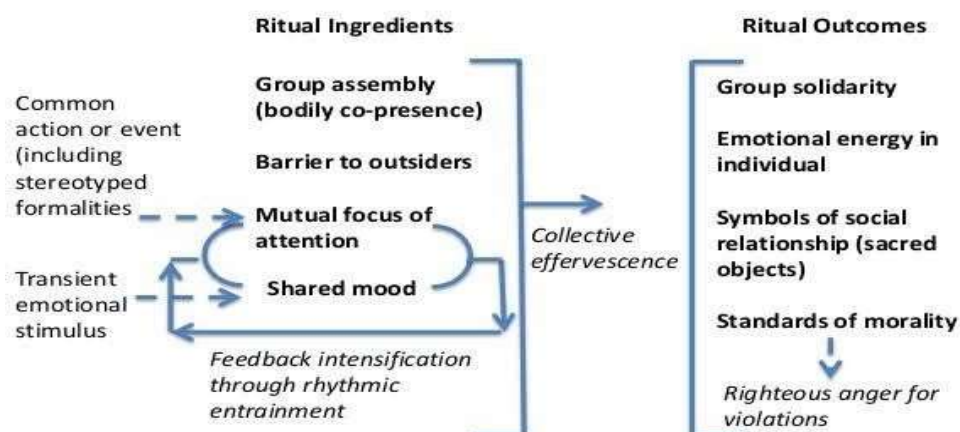 Ritual Ingredients
Group assembly
(bodily co-presence)
Barrier to outsiders
Mutual focus of
attention
Shared mood
Common
action or event
(including
stereotyped
formalities
Transient
emotional
stimulus
Feedback intensification
through rhythmic
entrainment
Collective
effervescence
Ritual Outcomes
Group solidarity
Emotional energy in
individual
Symbols of social
relationship (sacred
objects)
Standards of morality
Righteous anger for
violations